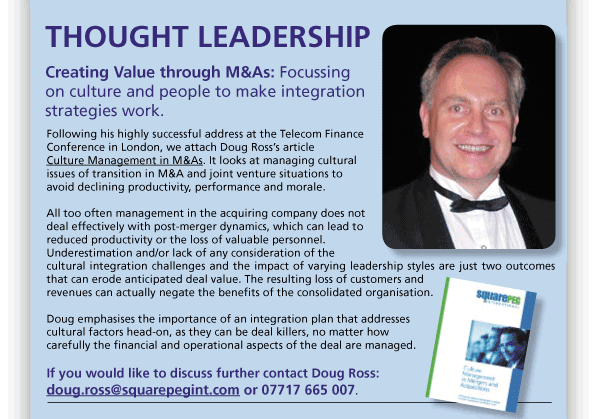 THOUGHT LEADERSHIP
Creating Value through M&As: Focussing
on culture and people to make integration
strategies work.
Following his highly successful address at the Telecom Finance
Conference in London, we attach Doug Ross's article
Culture Management in M&As. It looks at managing cultural
issues of transition in M&A and joint venture situations to
avoid declining productivity, performance and morale.
All too often management in the acquiring company does not
deal effectively with post-merger dynamics, which can lead to
reduced productivity or the loss of valuable personnel.
Underestimation and/or lack of any consideration of the
cultural integration challenges and the impact of varying leadership styles are just two outcomes
that can erode anticipated deal value. The resulting loss of customers and
revenues can actually negate the benefits of the consolidated organisation.
Doug emphasises the importance of an integration plan that addresses
cultural factors head-on, as they can be deal killers, no matter how
carefully the financial and operational aspects of the deal are managed.
If you would like to discuss further contact Doug Ross:
doug.ross@squarepegint.com or 07717 665 007.
squarePEG
INTERNATIONAL
Culture
Management
in Mergers and
Acquisitions